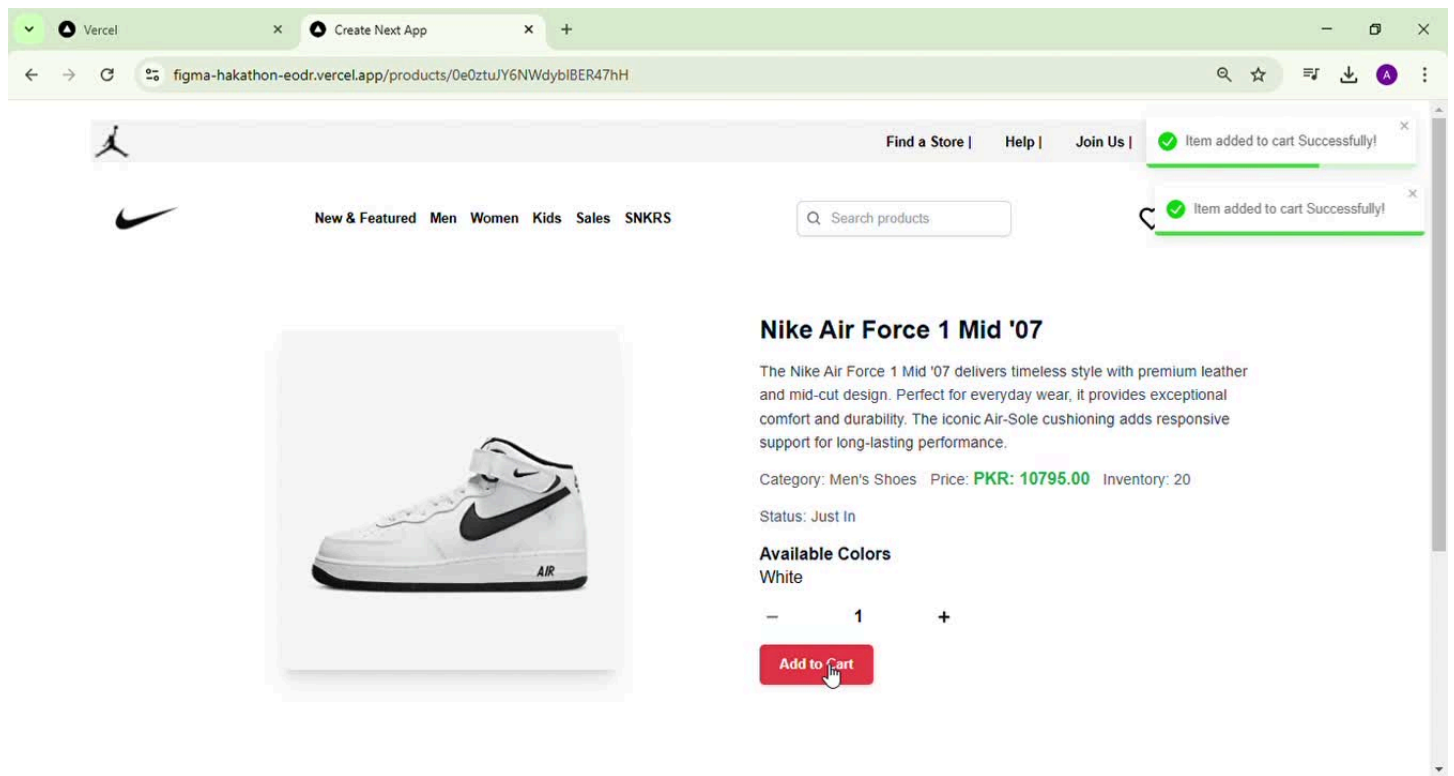 Vercel
Create Next App
figma-hakathon-eodr.vercel.app/products/0e0ztuJY6NWdyblBER47hH
A
Find a Store |
Help |
Join Us |
Item added to cart Successfully!
New & Featured Men Women Kids Sales SNKRS
Search products
Item added to cart Successfully!
Nike Air Force 1 Mid '07
The Nike Air Force 1 Mid '07 delivers timeless style with premium leather
and mid-cut design. Perfect for everyday wear, it provides exceptional
comfort and durability. The iconic Air-Sole cushioning adds responsive
support for long-lasting performance.
Category: Men's Shoes Price: PKR: 10795.00 Inventory: 20
Status: Just In
Available Colors
White
− 1 +
Add to Cart
AIR